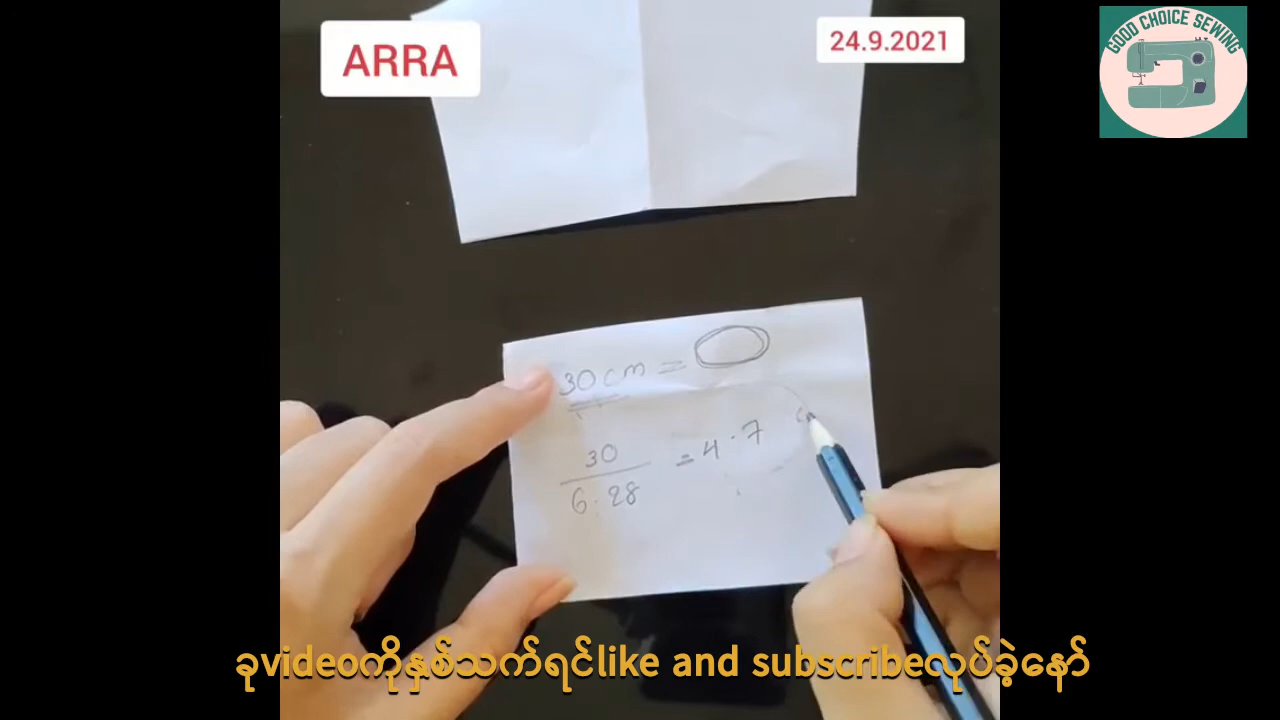 ARRA
24.9.2021
GOOD CHOICE SEWING
30 cm =
30
6.28
= 4.7
ခုvideoကိုနှစ်သက်ရင်like and subscribeလုပ်ခဲ့နော်